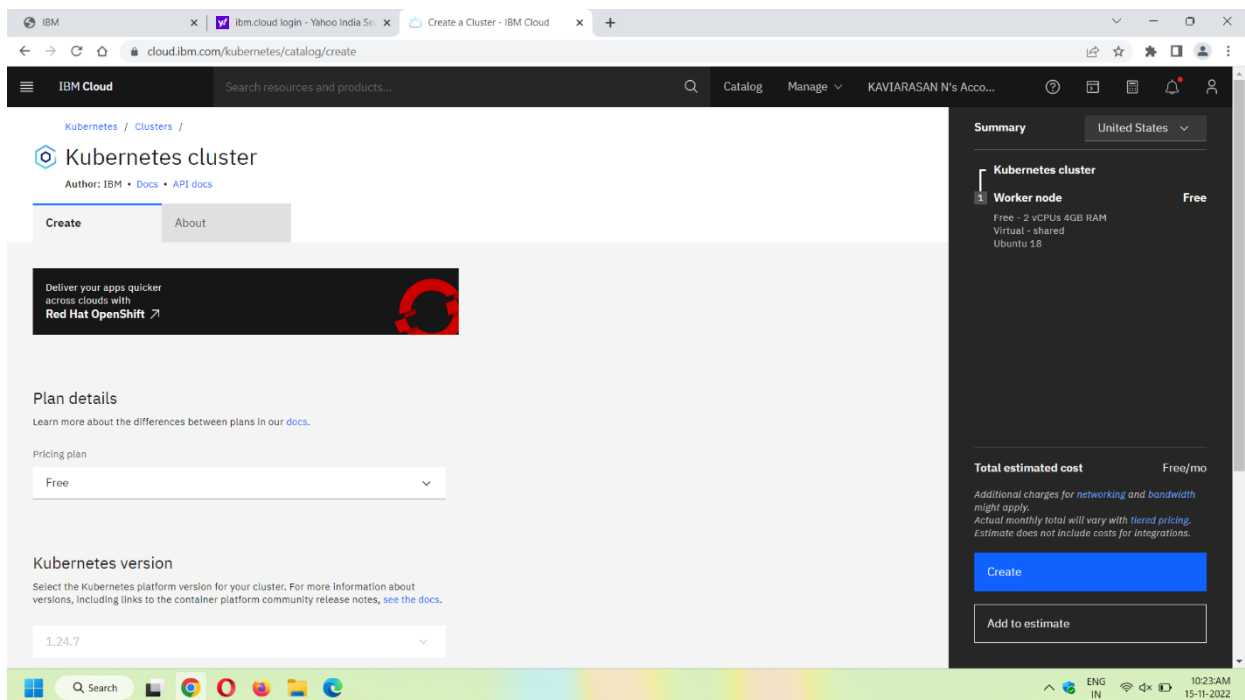 IBM
ibm.cloud login - Yahoo India Se
Create a Cluster - IBM Cloud
cloud.ibm.com/kubernetes/catalog/create
IBM Cloud
Search resources and products...
Catalog
Manage
KAVIARASAN N's Acco...
Kubernetes / Clusters /
Kubernetes cluster
Author: IBM • Docs • API docs
Create
About
Deliver your apps quicker
across clouds with
Red Hat OpenShift
Plan details
Learn more about the differences between plans in our docs.
Pricing plan
Free
Kubernetes version
Select the Kubernetes platform version for your cluster. For more information about
versions, including links to the container platform community release notes, see the docs.
1.24.7
Summary
United States
Kubernetes cluster
1 Worker node Free
Free - 2 vCPUs 4GB RAM
Virtual - shared
Ubuntu 18
Total estimated cost Free/mo
Additional charges for networking and bandwidth
might apply.
Actual monthly total will vary with tiered pricing.
Estimate does not include costs for integrations.
Create
Add to estimate
Search
ENG
IN
10:23:AM
15-11-2022